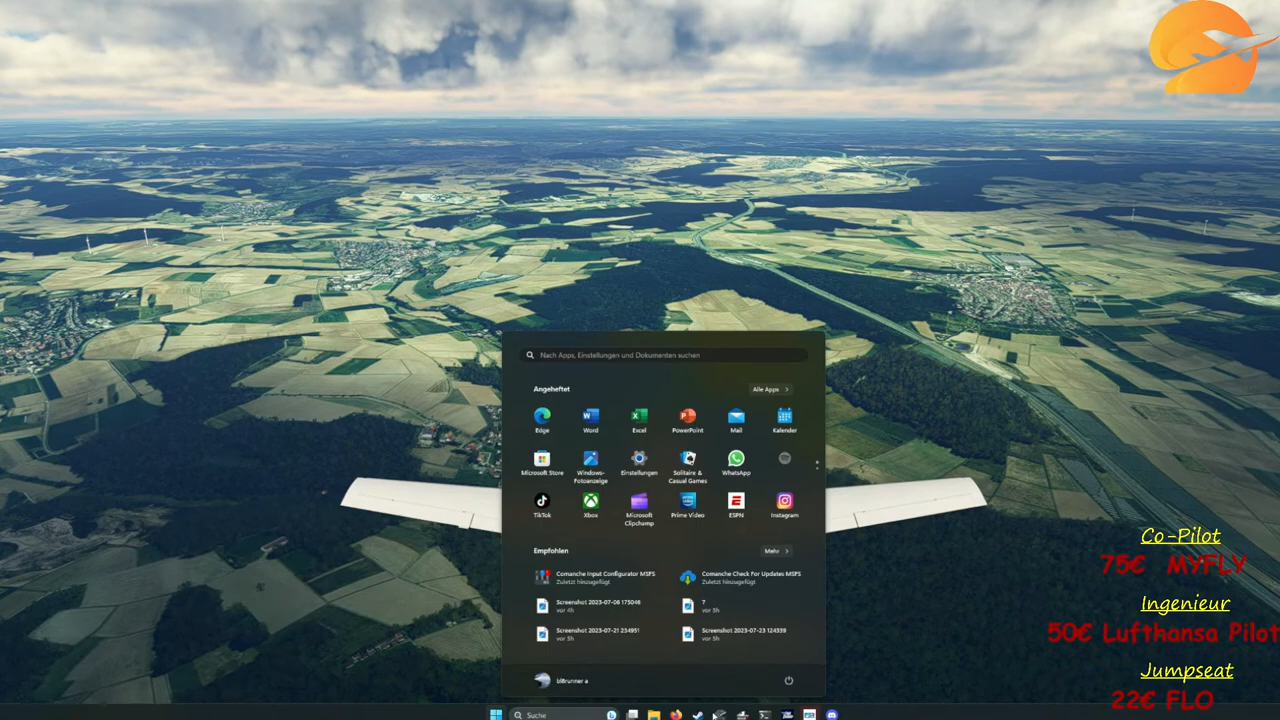 Nach Apps, Einstellungen und Dokumenten suchen
Angeheftet
Alle Apps
Edge
Word
Excel
PowerPoint
Mail
Kalender
Microsoft Store
Windows-Fotoanzeige
Einstellungen
Solitaire & Casual Games
WhatsApp
TikTok
Xbox
Microsoft Clipchamp
Prime Video
ESPN
Instagram
Empfohlen
Mehr
Comanche Input Configurator MSFS
Zuletzt hinzugefügt
Comanche Check For Updates MSFS
Zuletzt hinzugefügt
Screenshot 2023-07-06 175046
vor 4h
7
vor 5h
Screenshot 2023-07-21 234951
vor 5h
Screenshot 2023-07-23 124339
vor 5h
Suche
Co-Pilot
75€ MYFLY
Ingenieur
50€ Lufthansa Pilot
Jumpseat
22€ FLO